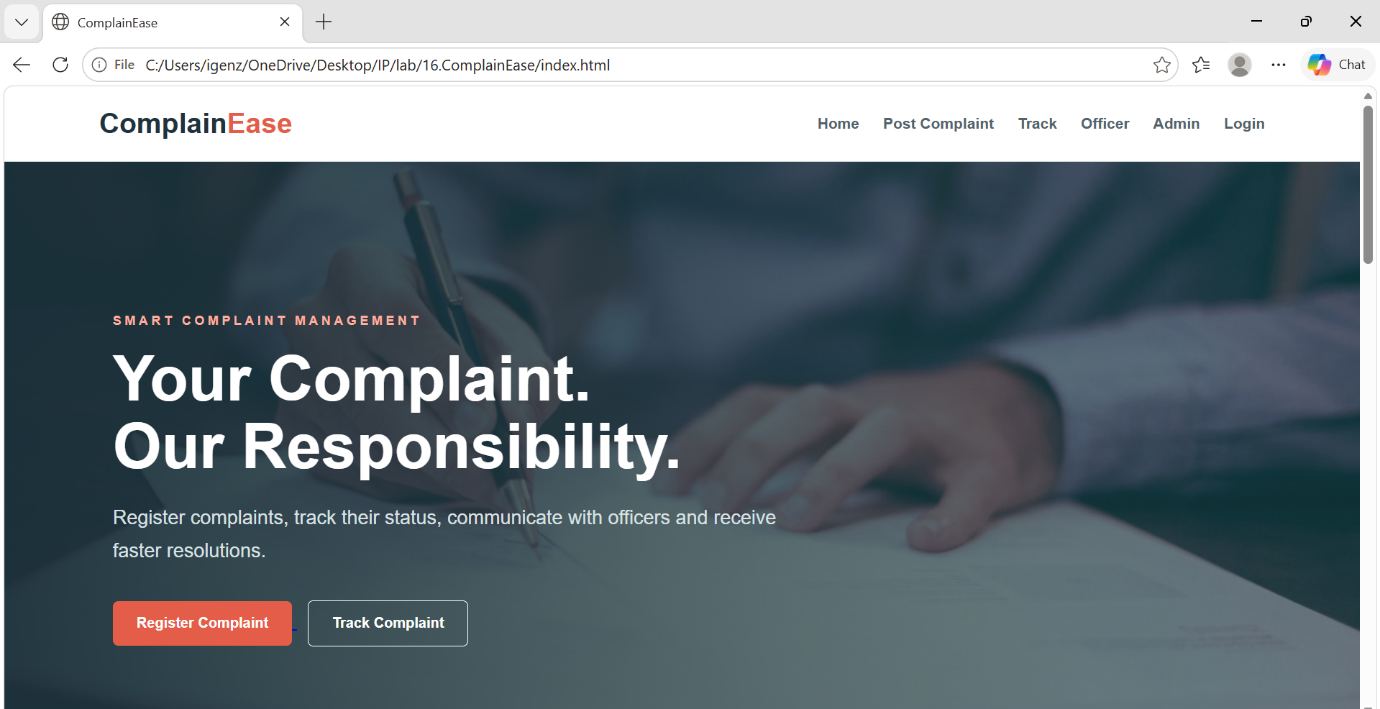 ComplainEase
File C:/Users/igenz/OneDrive/Desktop/IP/lab/16.ComplainEase/index.html
Chat
ComplainEase
Home Post Complaint Track Officer Admin Login
SMART COMPLAINT MANAGEMENT
Your Complaint.
Our Responsibility.
Register complaints, track their status, communicate with officers and receive
faster resolutions.
Register Complaint Track Complaint